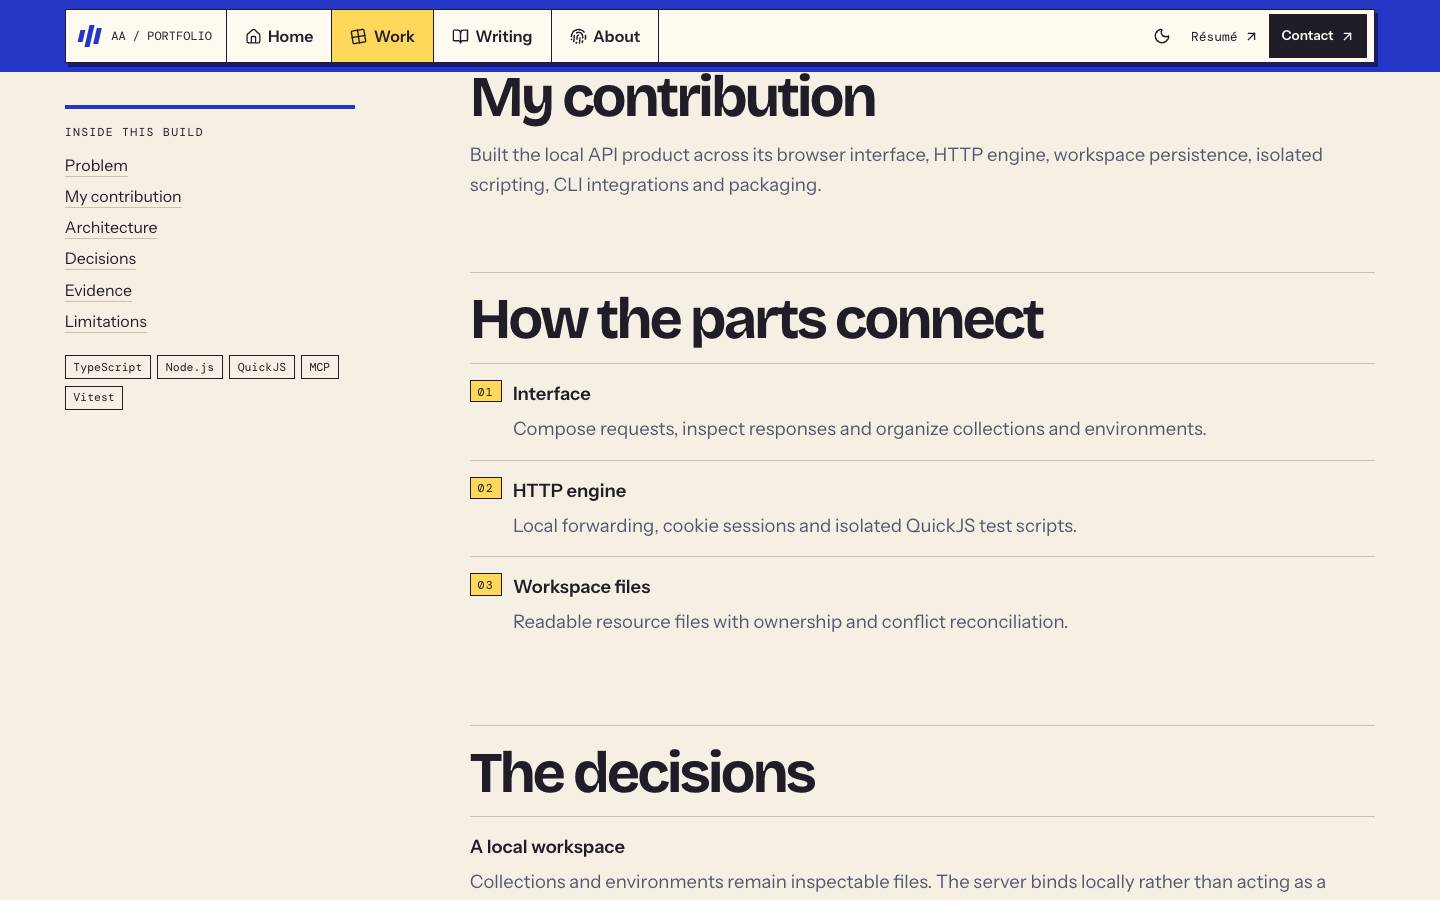 AA / PORTFOLIO
Home
Work
Writing
About
Résumé
Contact
INSIDE THIS BUILD
Problem
My contribution
Architecture
Decisions
Evidence
Limitations
TypeScript
Node.js
QuickJS
MCP
Vitest
My contribution
Built the local API product across its browser interface, HTTP engine, workspace persistence, isolated
scripting, CLI integrations and packaging.
How the parts connect
01
Interface
Compose requests, inspect responses and organize collections and environments.
02
HTTP engine
Local forwarding, cookie sessions and isolated QuickJS test scripts.
03
Workspace files
Readable resource files with ownership and conflict reconciliation.
The decisions
A local workspace
Collections and environments remain inspectable files. The server binds locally rather than acting as a